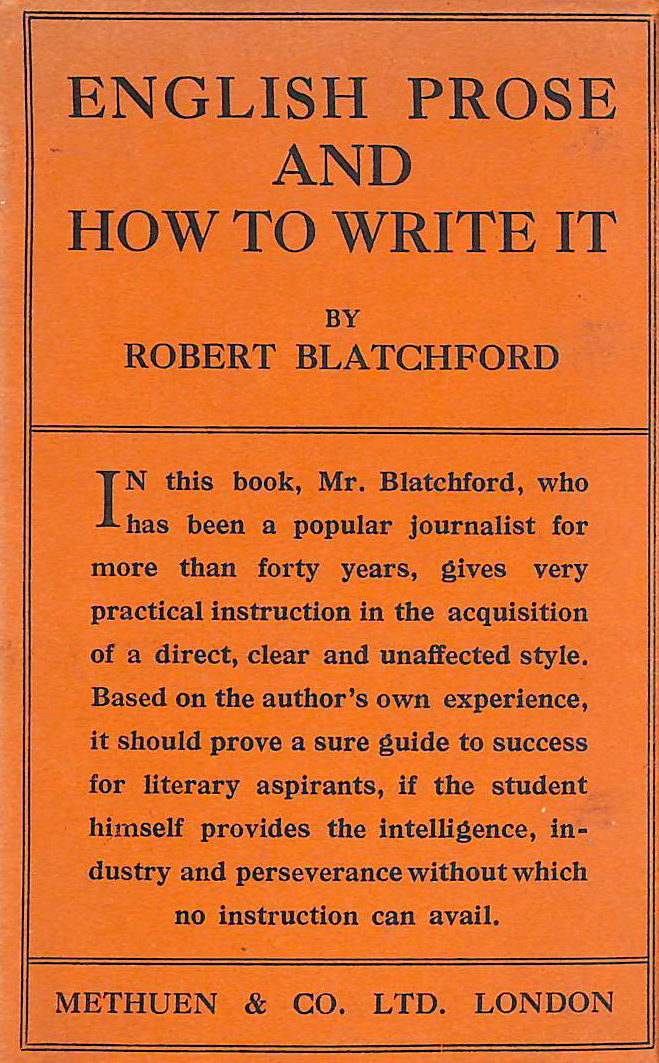 ENGLISH PROSE
AND
HOW TO WRITE IT
BY
ROBERT BLATCHFORD
IN this book, Mr. Blatchford, who
has been a popular journalist for
more than forty years, gives very
practical instruction in the acquisition
of a direct, clear and unaffected style.
Based on the author's own experience,
it should prove a sure guide to success
for literary aspirants, if the student
himself provides the intelligence, in-
dustry and perseverance without which
no instruction can avail.
METHUEN & CO. LTD. LONDON